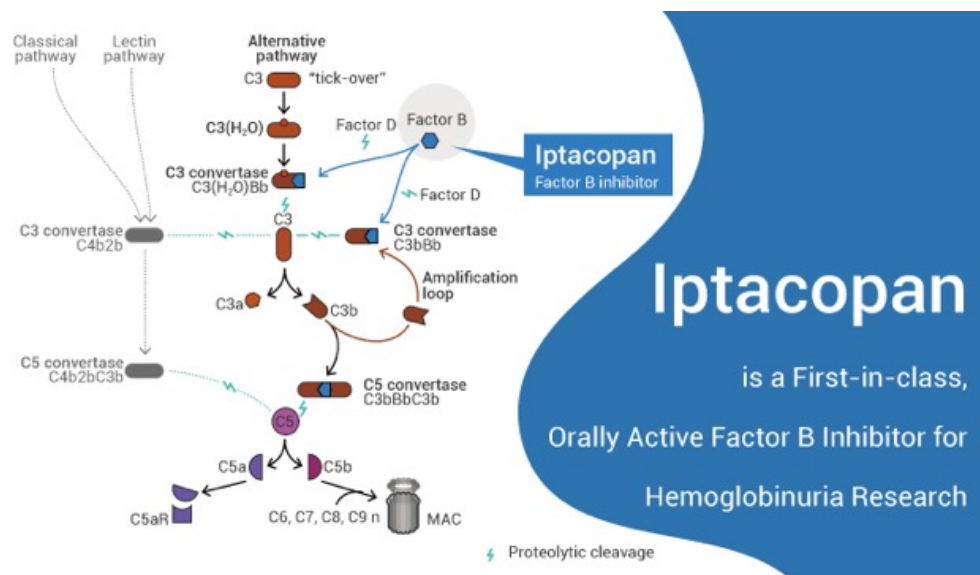 Classical
pathway
Lectin
pathway
Alternative
pathway
C3
"tick-over"
C3(H₂O)
Factor D
Factor B
Iptacopan
Factor B inhibitor
C3 convertase
C3(H₂O)Bb
Factor D
C3
C3 convertase
C4b2b
C3 convertase
C3bBb
Amplification
loop
C3a
C3b
C5 convertase
C4b2bC3b
C5 convertase
C3bBbC3b
C5
C5a
C5b
C5aR
C6, C7, C8, C9 n
MAC
Proteolytic cleavage
Iptacopan
is a First-in-class,
Orally Active Factor B Inhibitor for
Hemoglobinuria Research